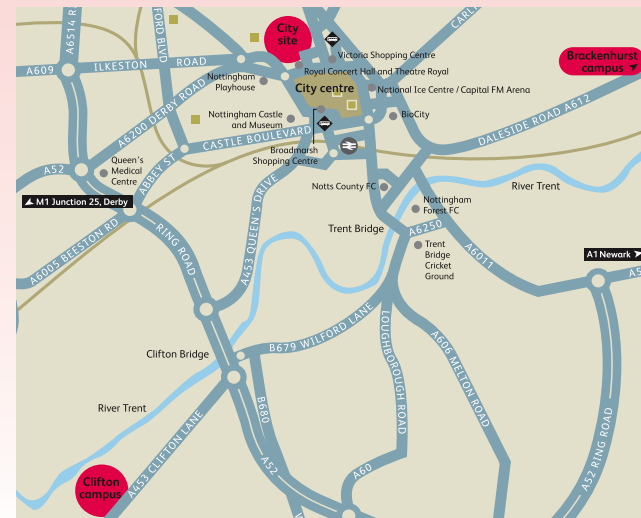 A6514 R
FORD BLVD
CARL
City
site
Victoria Shopping Centre
Brackenhurst
campus
A609
ILKESTON ROAD
Royal Concert Hall and Theatre Royal
Nottingham
Playhouse
City centre
National Ice Centre / Capital FM Arena
A6200 DERBY ROAD
Nottingham Castle
and Museum
BioCity
DALESIDE ROAD A612
CASTLE BOULEVARD
Broadmarsh
Shopping Centre
A52
Queen's
Medical
Centre
ABBEY ST
Notts County FC
River Trent
M1 Junction 25, Derby
Nottingham
Forest FC
A453 QUEEN'S DRIVE
Trent Bridge
A6250
A6005 BEESTON RD
RING ROAD
Trent
Bridge
Cricket
Ground
A6011
A1 Newark
A5
B679 WILFORD LANE
LOUGHBOROUGH ROAD
A606 MELTON ROAD
Clifton Bridge
River Trent
B680
A453 CLIFTON LANE
A52
A60
A52 RING ROAD
Clifton
campus